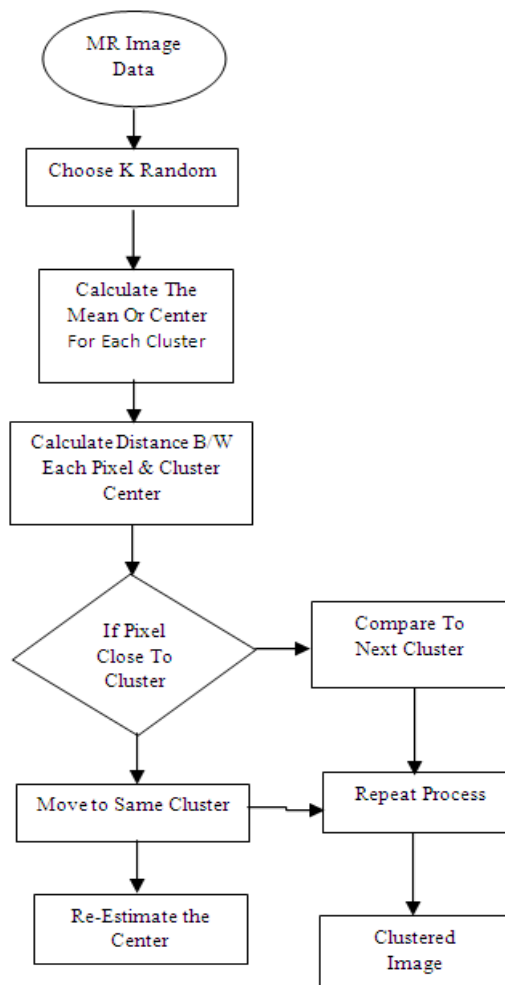 MR Image
Data
Choose K Random
Calculate The
Mean Or Center
For Each Cluster
Calculate Distance B/W
Each Pixel & Cluster
Center
If Pixel
Close To
Cluster
Compare To
Next Cluster
Move to Same Cluster
Repeat Process
Re-Estimate the
Center
Clustered
Image